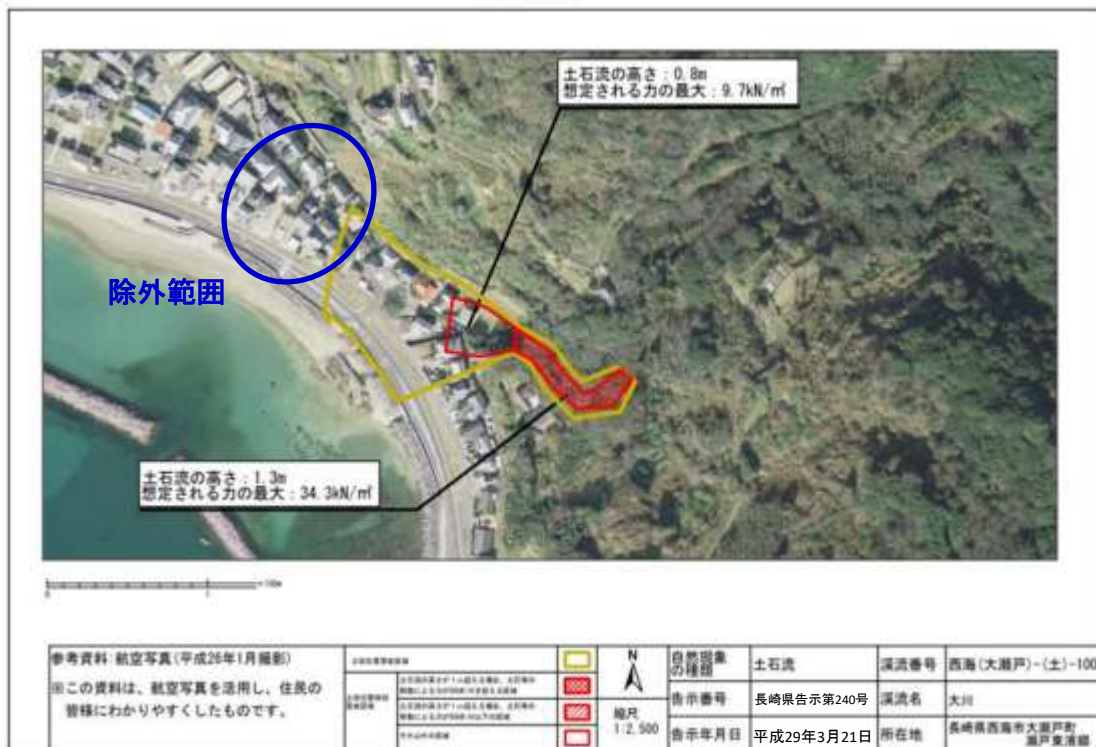 土石流の高さ：0.8m
想定される力の最大：9.7kN/㎡
除外範囲
土石流の高さ：1.3m
想定される力の最大：34.3kN/㎡
参考資料：航空写真(平成26年1月撮影)
※この資料は、航空写真を活用し、住民の
皆様にわかりやすくしたものです。
N
縮尺
1:2,500
自然現象
の種類
土石流
渓流番号
西海(大瀬戸)-(土)-100
告示番号
長崎県告示第240号
渓流名
大川
告示年月日
平成29年3月21日
所在地
長崎県西海市大瀬戸町
瀬戸東濱郷